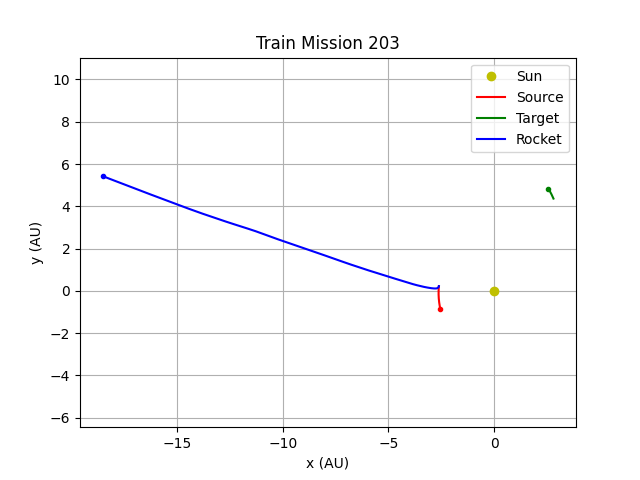 Train Mission 203
Sun
Source
Target
Rocket
10
8
6
4
2
0
−2
−4
−6
y (AU)
−15
−10
−5
0
x (AU)